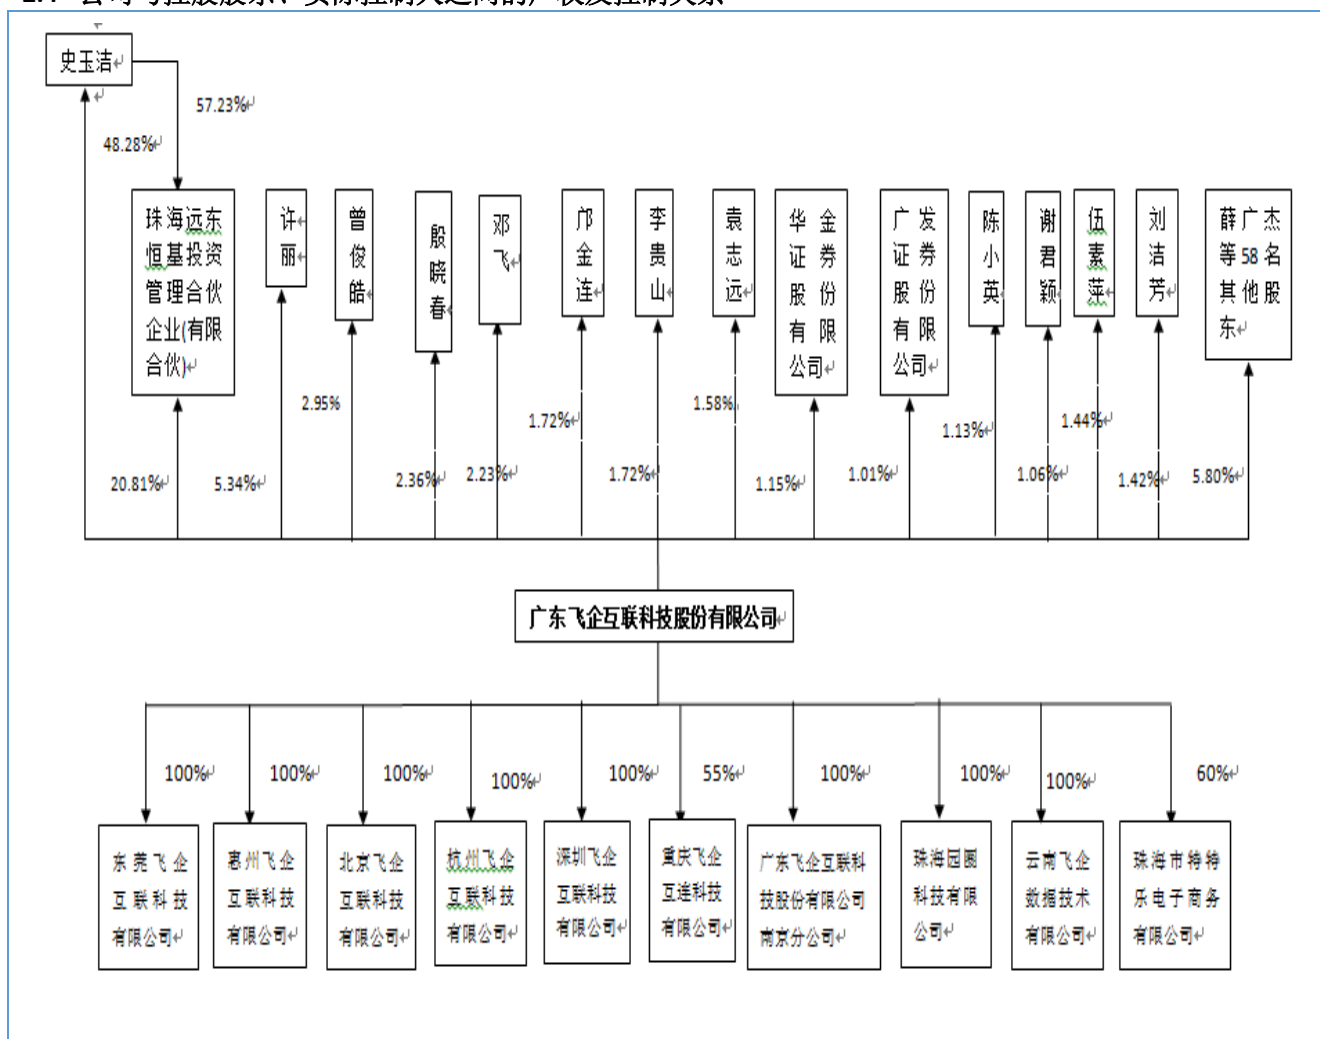 史玉洁
57.23%
48.28%
珠海远东
恒基投资
管理合伙
企业(有限
合伙)
许
丽
曾
俊
皓
殷
晓
春
邓
飞
邝
金
连
李
贵
山
袁
志
远
华金
证券
股份
有限
公司
广发
证券
股份
有限
公司
陈
小
英
谢
君
颖
伍
素
萍
刘
洁
芳
薛广杰
等58名
其他股
东
20.81%
5.34%
2.95%
2.36%
2.23%
1.72%
1.72%
1.58%
1.15%
1.01%
1.13%
1.06%
1.44%
1.42%
5.80%
广东飞企互联科技股份有限公司
100%
100%
100%
100%
100%
55%
100%
100%
100%
60%
东莞飞企
互联科技
有限公司
惠州飞企
互联科技
有限公司
北京飞企
互联科技
有限公司
杭州飞企
互联科技
有限公司
深圳飞企
互联科技
有限公司
重庆飞企
互连科技
有限公司
广东飞企互联科
技股份有限公司
南京分公司
珠海园圈
科技有限
公司
云南飞企
数据技术
有限公司
珠海市特特
乐电子商务
有限公司